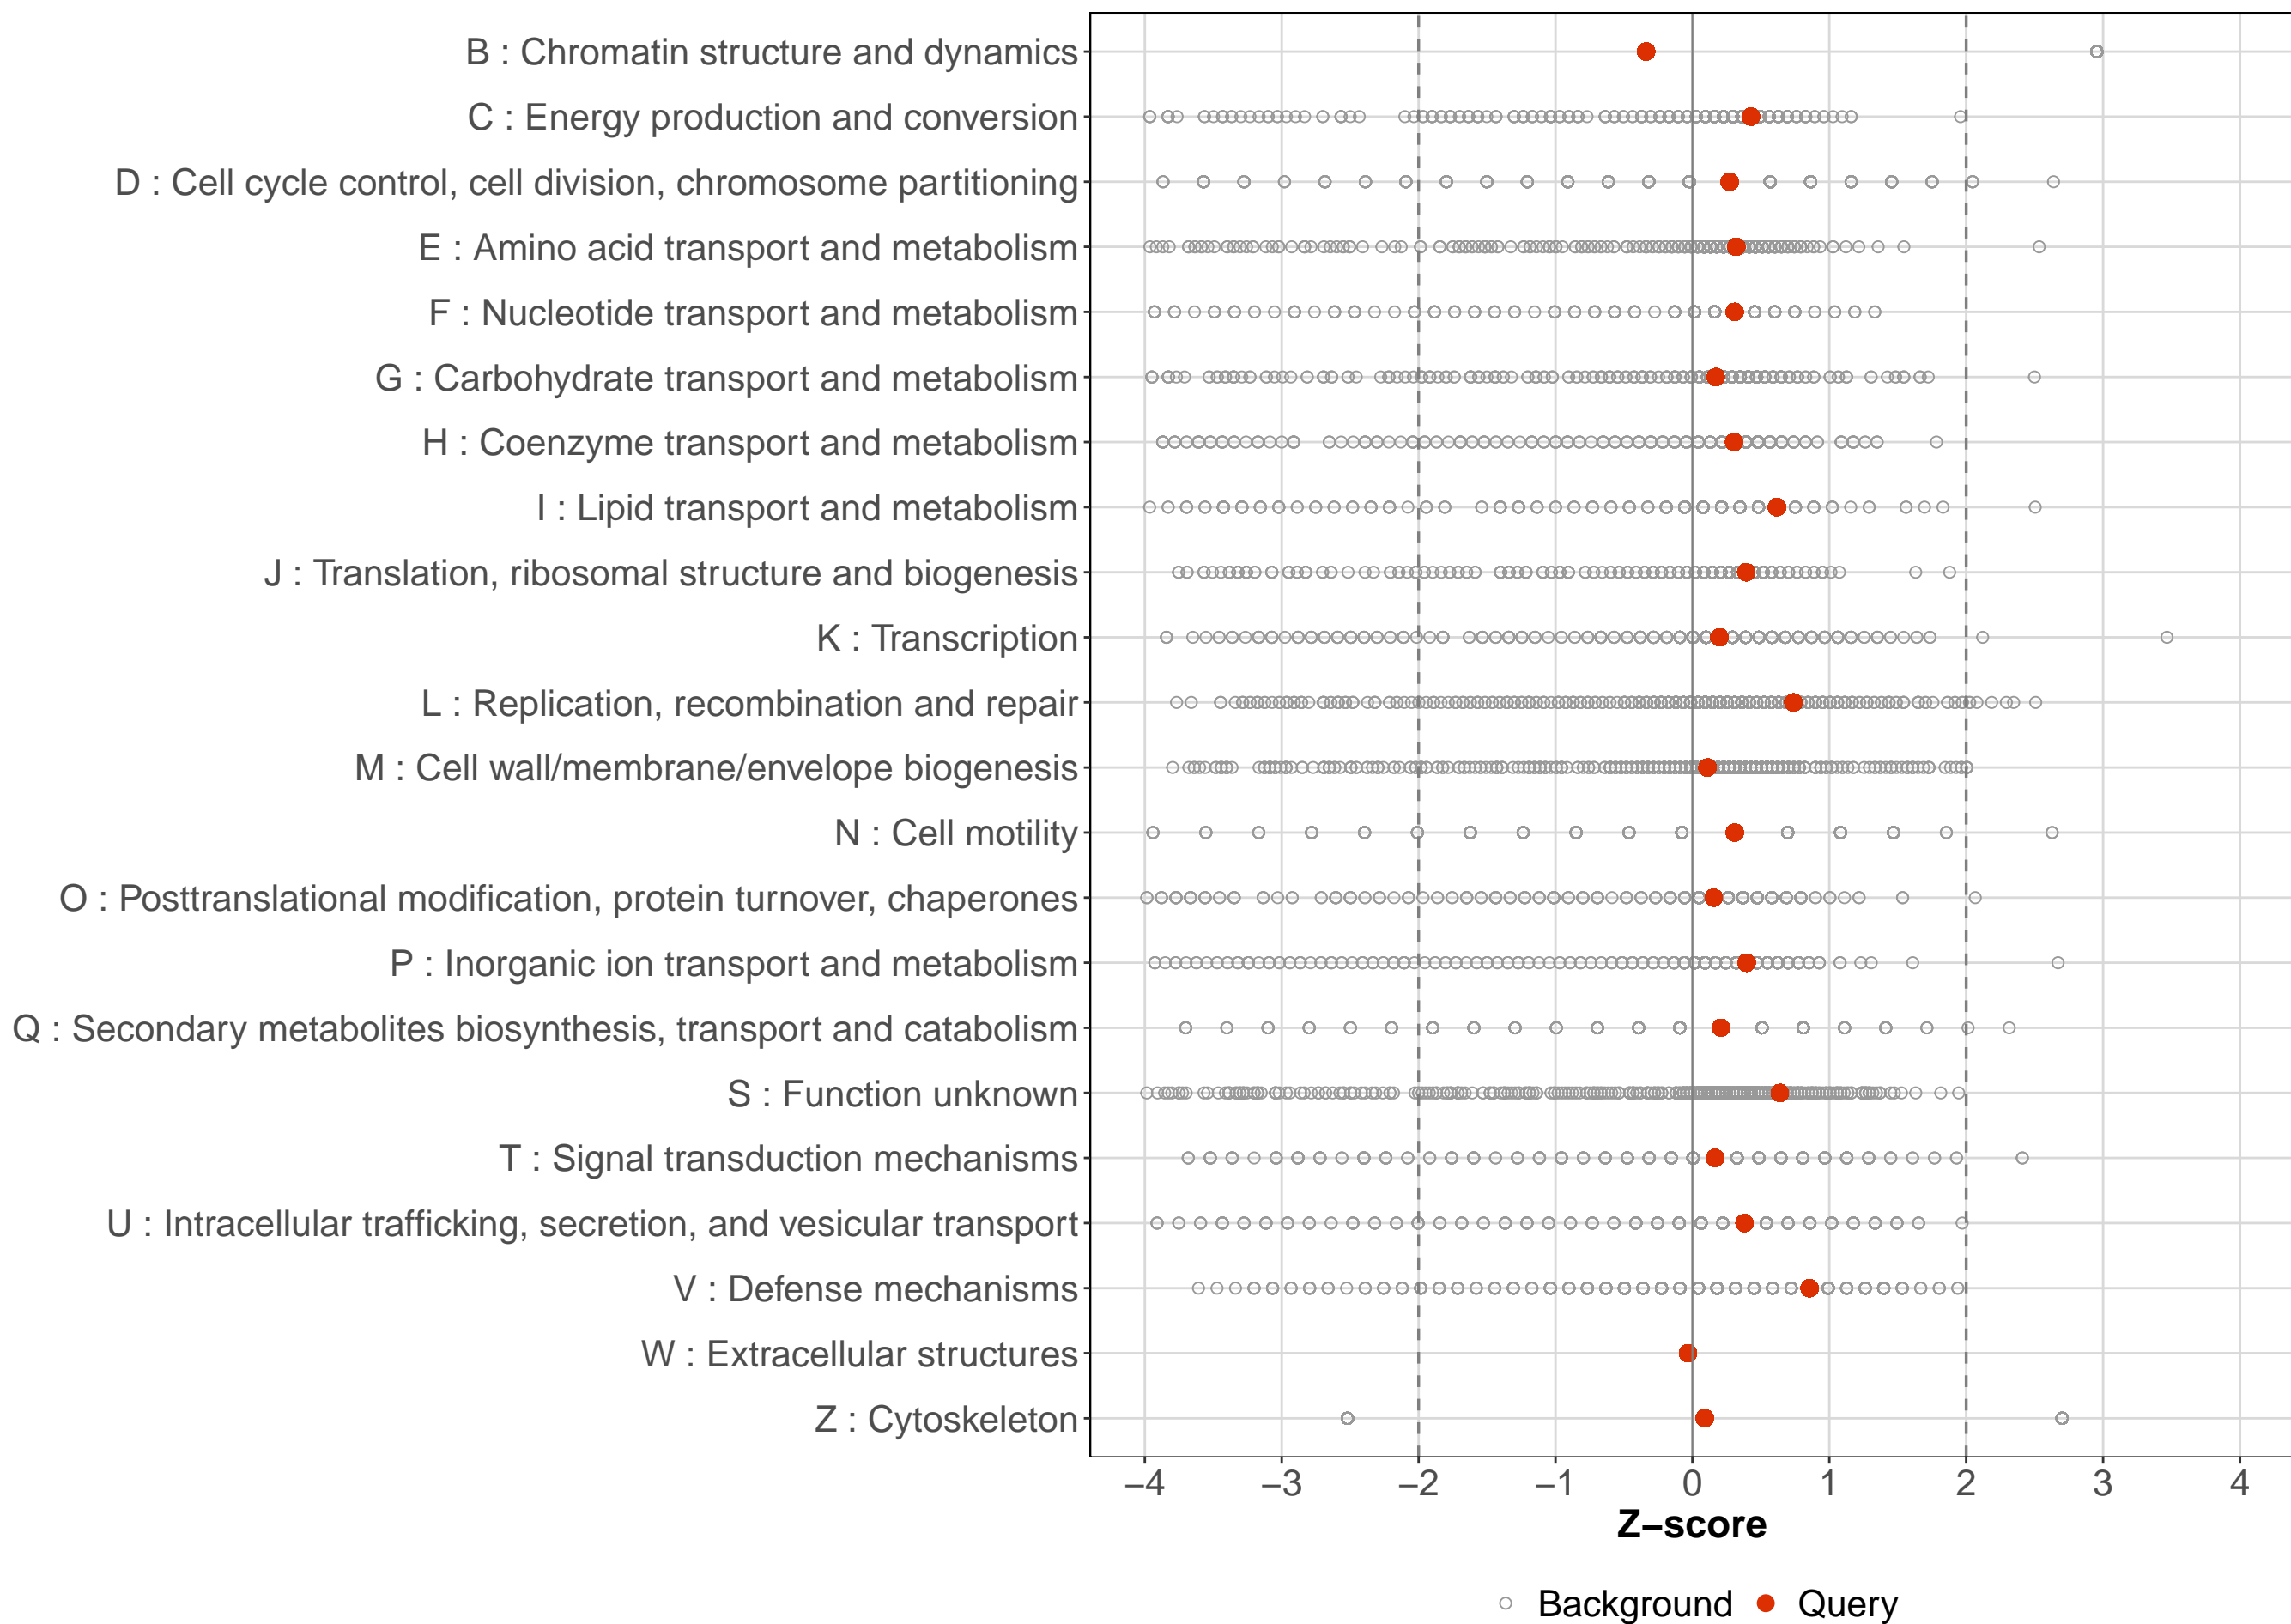 B : Chromatin structure and dynamics
C : Energy production and conversion
D : Cell cycle control, cell division, chromosome partitioning
E : Amino acid transport and metabolism
F : Nucleotide transport and metabolism
G : Carbohydrate transport and metabolism
H : Coenzyme transport and metabolism
I : Lipid transport and metabolism
J : Translation, ribosomal structure and biogenesis
K : Transcription
L : Replication, recombination and repair
M : Cell wall/membrane/envelope biogenesis
N : Cell motility
O : Posttranslational modification, protein turnover, chaperones
P : Inorganic ion transport and metabolism
Q : Secondary metabolites biosynthesis, transport and catabolism
S : Function unknown
T : Signal transduction mechanisms
U : Intracellular trafficking, secretion, and vesicular transport
V : Defense mechanisms
W : Extracellular structures
Z : Cytoskeleton
−4 −3 −2 −1 0 1 2 3 4
Z−score
Background Query